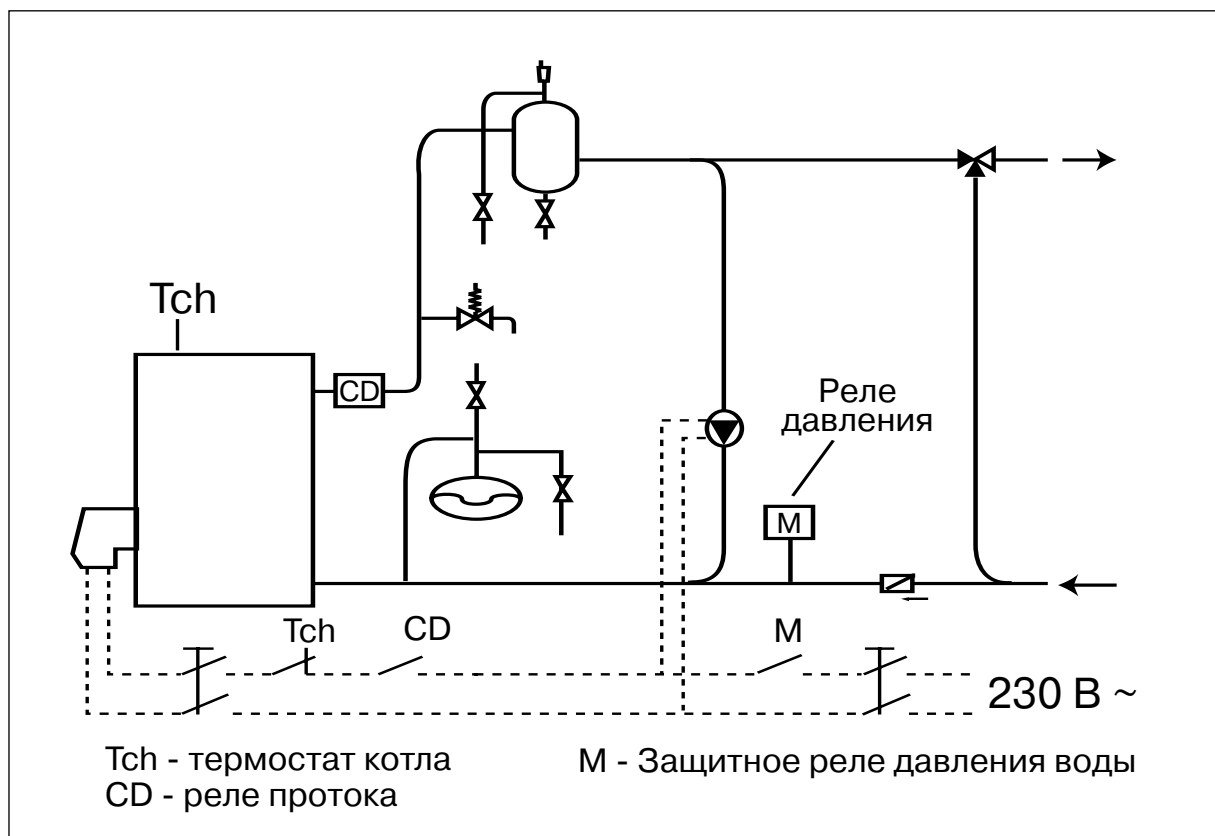 Tch
CD
Реле
давления
M
Tch
CD
M
230 В ~
Tch - термостат котла
CD - реле протока
М - Защитное реле давления воды